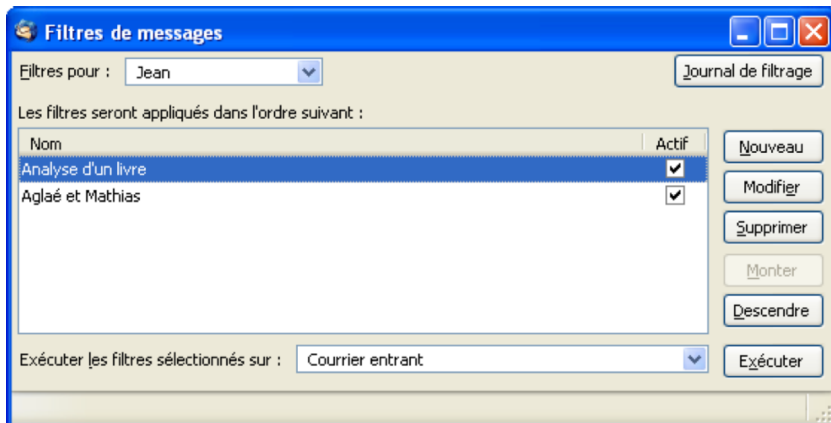 Filtres de messages
Filtres pour : Jean Journal de filtrage
Les filtres seront appliqués dans l'ordre suivant :
Nom Actif Nouveau
Analyse d'un livre
Modifier
Aglaé et Mathias
Supprimer
Monter
Descendre
Exécuter les filtres sélectionnés sur : Courrier entrant Exécuter